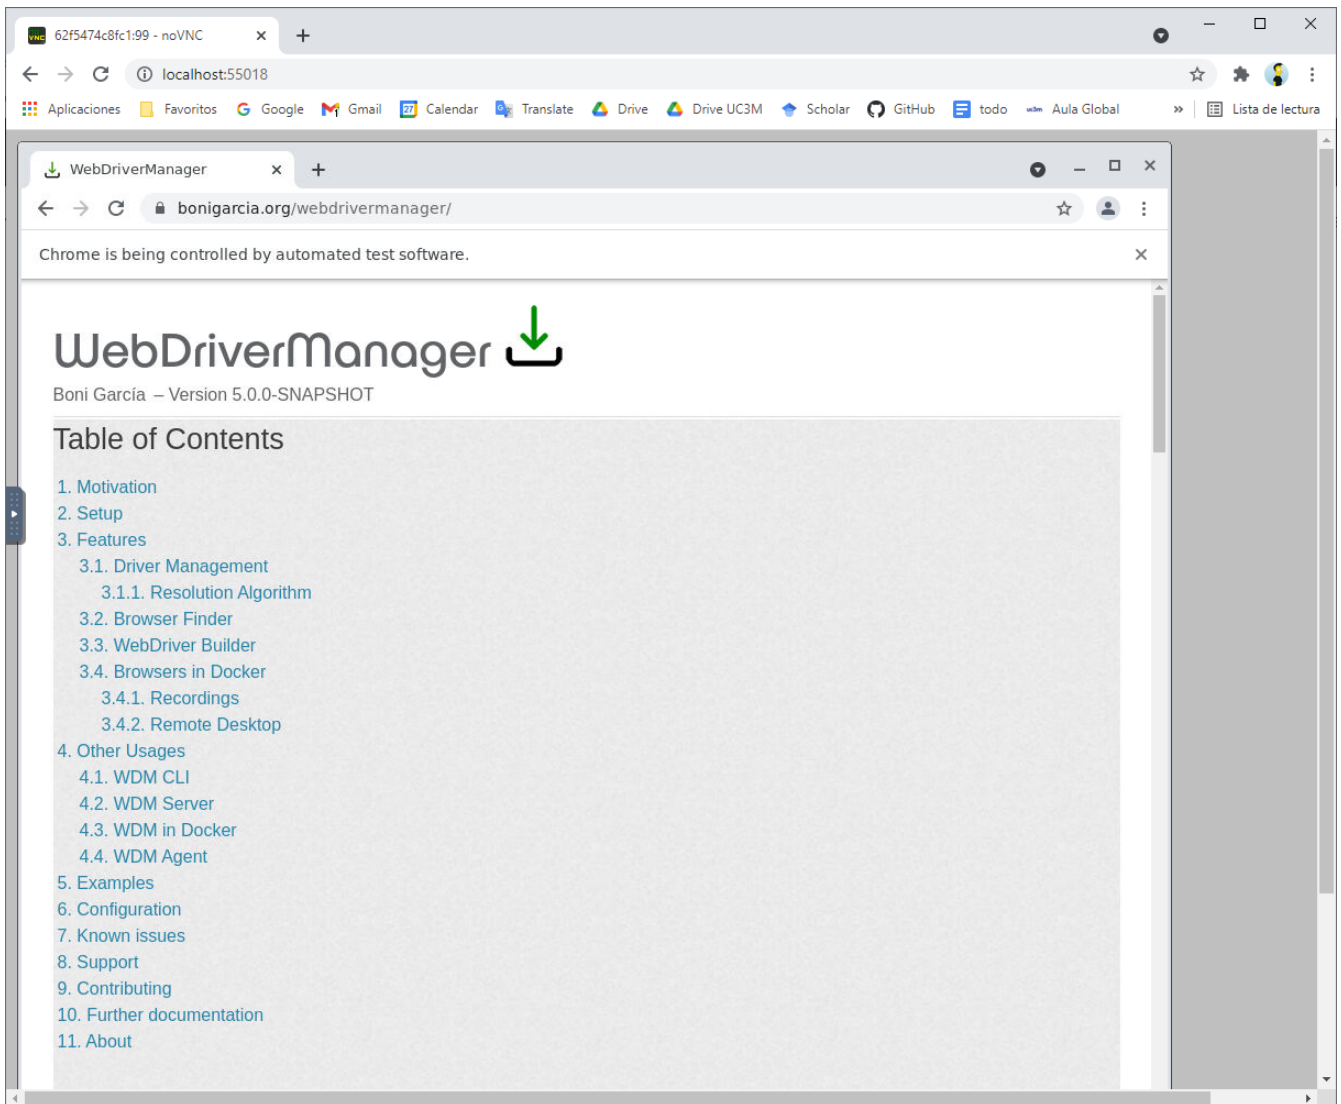 VNC 62f5474c8fc1:99 - noVNC
localhost:55018
Aplicaciones Favoritos Google Gmail 27 Calendar Translate Drive Drive UC3M Scholar GitHub todo uc3m Aula Global » Lista de lectura
WebDriverManager
bonigarcia.org/webdrivermanager/
Chrome is being controlled by automated test software.
WebDriverManager
Boni García – Version 5.0.0-SNAPSHOT
Table of Contents
1. Motivation
2. Setup
3. Features
3.1. Driver Management
3.1.1. Resolution Algorithm
3.2. Browser Finder
3.3. WebDriver Builder
3.4. Browsers in Docker
3.4.1. Recordings
3.4.2. Remote Desktop
4. Other Usages
4.1. WDM CLI
4.2. WDM Server
4.3. WDM in Docker
4.4. WDM Agent
5. Examples
6. Configuration
7. Known issues
8. Support
9. Contributing
10. Further documentation
11. About